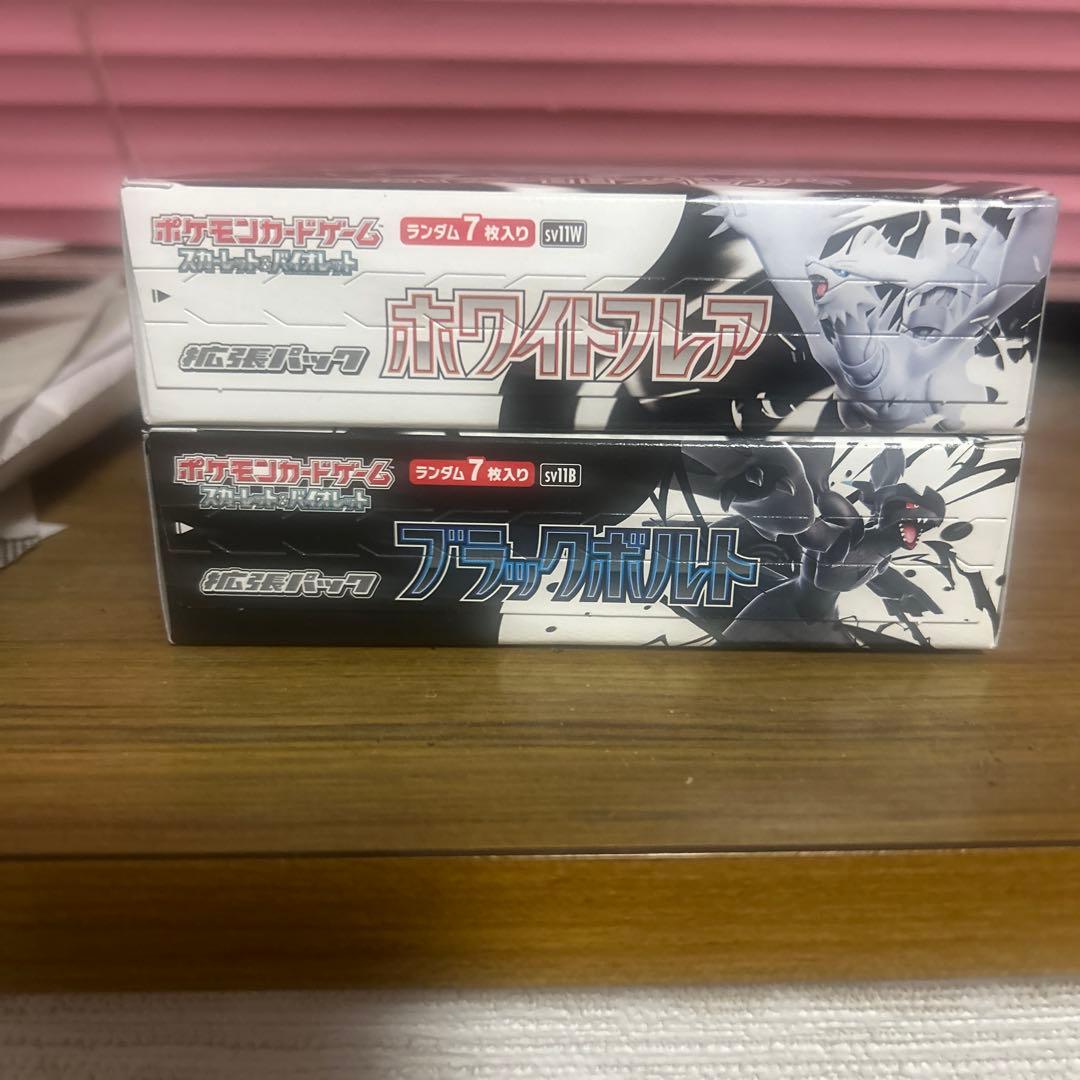 ポケモンカードゲーム
スカーレット&バイオレット
ランダム7枚入り
sv11W
拡張パック
ホワイトフレア
ポケモンカードゲーム
スカーレット&バイオレット
ランダム7枚入り
sv11B
拡張パック
ブラックボルト